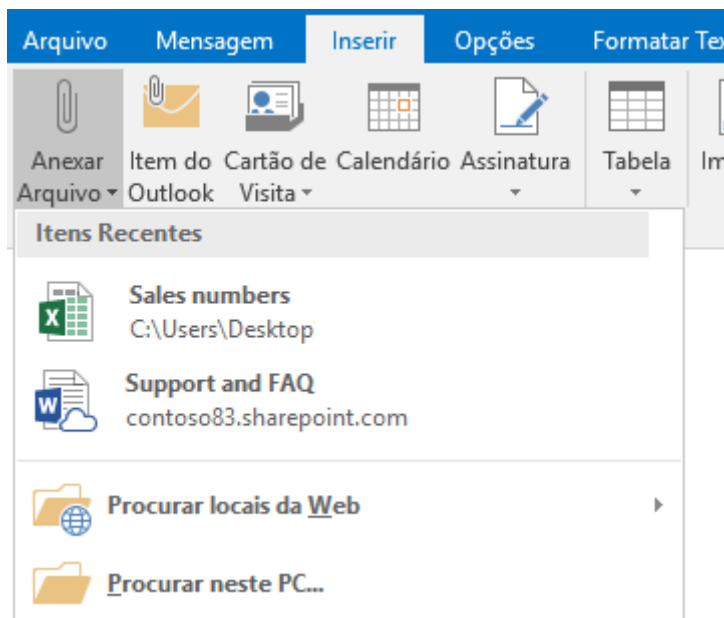 Arquivo Mensagem Inserir Opções Formatar
Anexar Item do Cartão de Calendário Assinatura Tabela
Arquivo Outlook Visita
Itens Recentes
Sales numbers
C:\Users\Desktop
Support and FAQ
contoso83.sharepoint.com
Procurar locais da Web
Procurar neste PC...